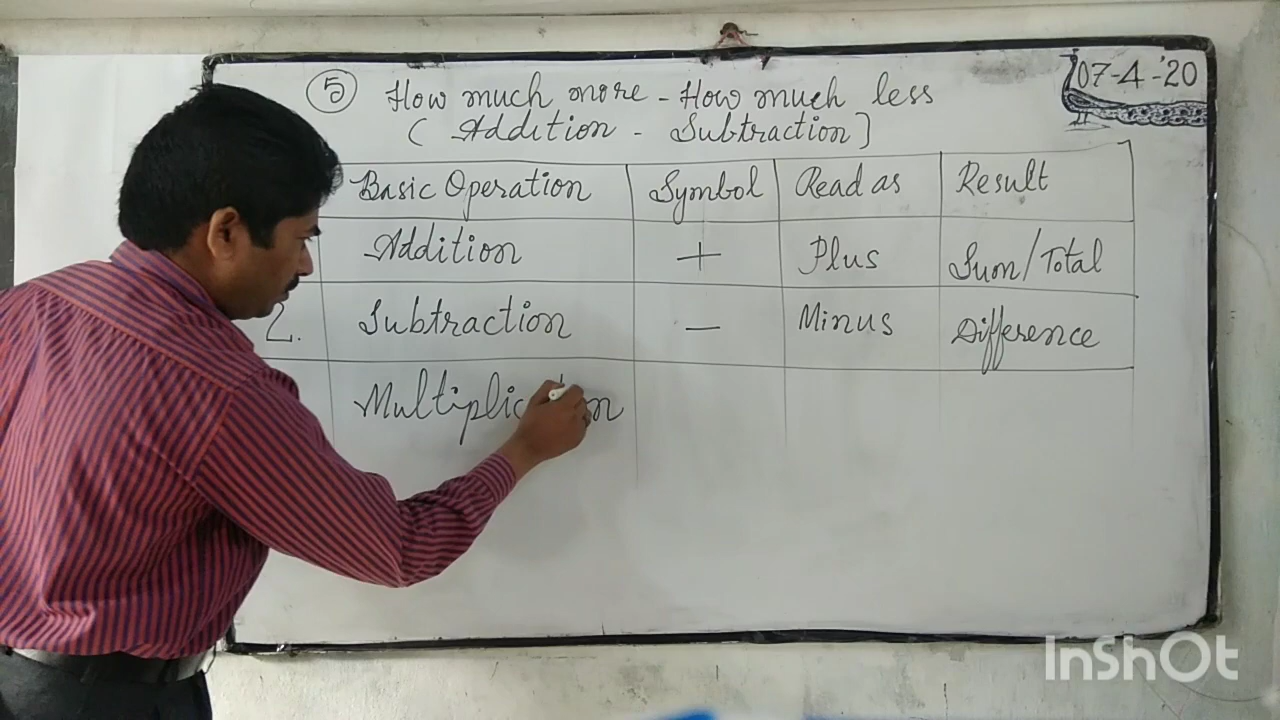 07-4-'20
5 How much more - How much less
( Addition - Subtraction )
Basic Operation Symbol Read as Result
Addition + Plus Sum/Total
2. Subtraction - Minus Difference
InShOt